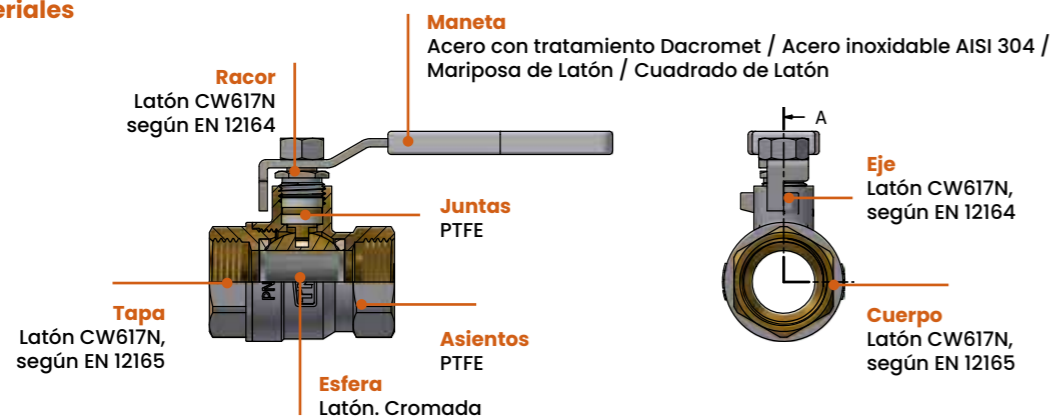 eriales
Maneta
Acero con tratamiento Dacromet / Acero inoxidable AISI 304 /
Mariposa de Latón / Cuadrado de Latón
Racor
Latón CW617N
según EN 12164
A
Eje
Latón CW617N,
según EN 12164
Juntas
PTFE
PN
Tapa
Latón CW617N,
según EN 12165
Asientos
PTFE
Cuerpo
Latón CW617N,
según EN 12165
Esfera
Latón. Cromada